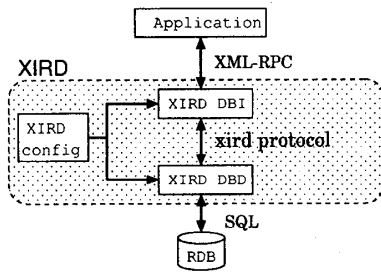 Application
XML-RPC
XIRD
XIRD DBI
XIRD
config
xird protocol
XIRD DBD
SQL
RDB